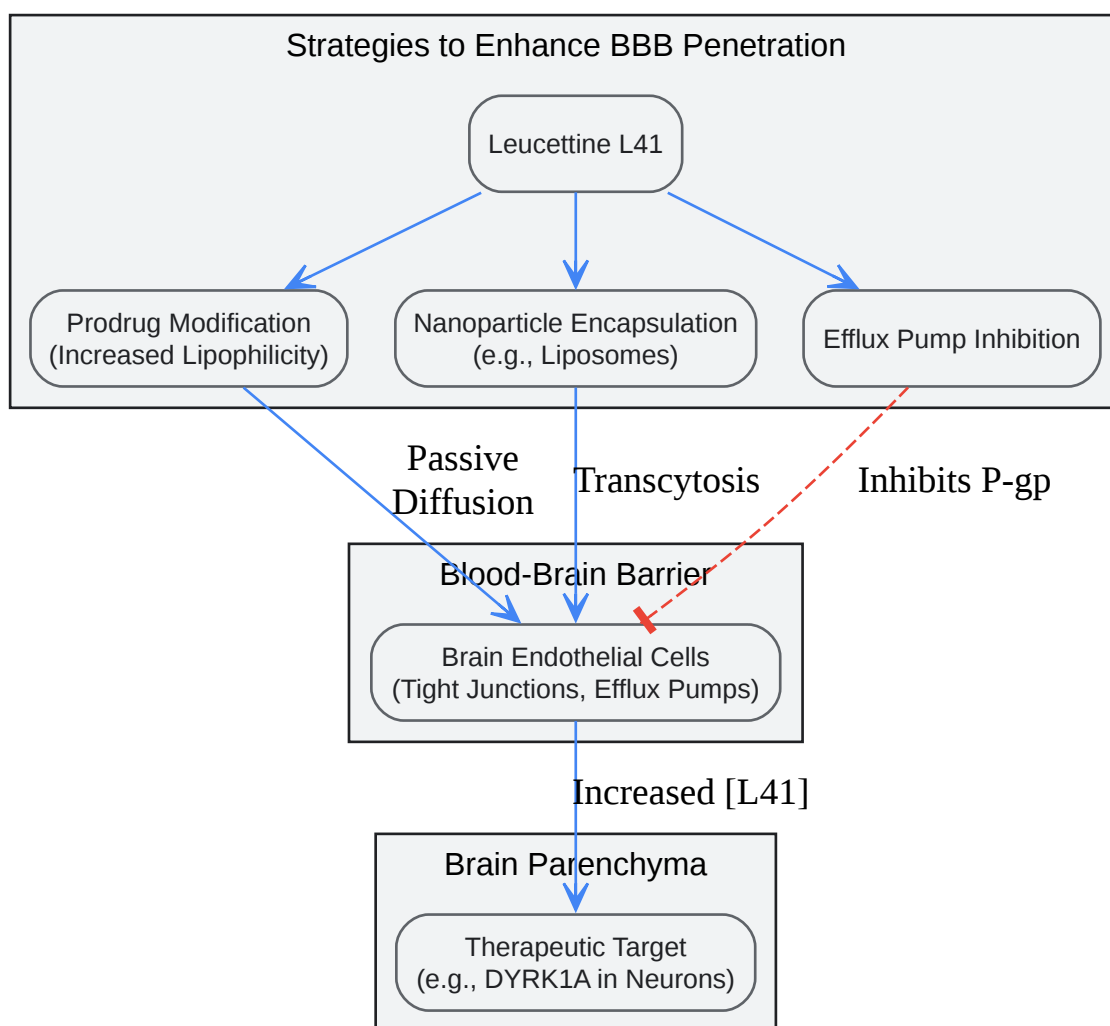 Strategies to Enhance BBB Penetration
Leucettine L41
Prodrug Modification
(Increased Lipophilicity)
Nanoparticle Encapsulation
(e.g., Liposomes)
Efflux Pump Inhibition
Passive
Diffusion
Transcytosis
Inhibits P-gp
Blood-Brain Barrier
Brain Endothelial Cells
(Tight Junctions, Efflux Pumps)
Increased [L41]
Brain Parenchyma
Therapeutic Target
(e.g., DYRK1A in Neurons)